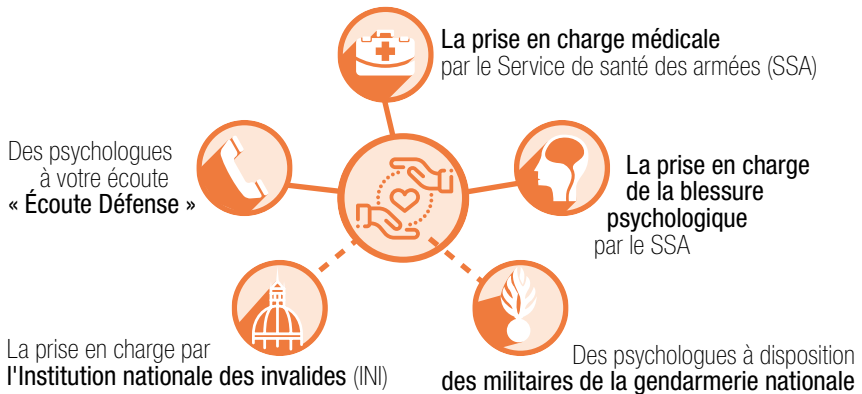 La prise en charge médicale
par le Service de santé des armées (SSA)
Des psychologues
à votre écoute
« Écoute Défense »
La prise en charge
de la blessure
psychologique
par le SSA
La prise en charge par
l'Institution nationale des invalides (INI)
Des psychologues à disposition
des militaires de la gendarmerie nationale